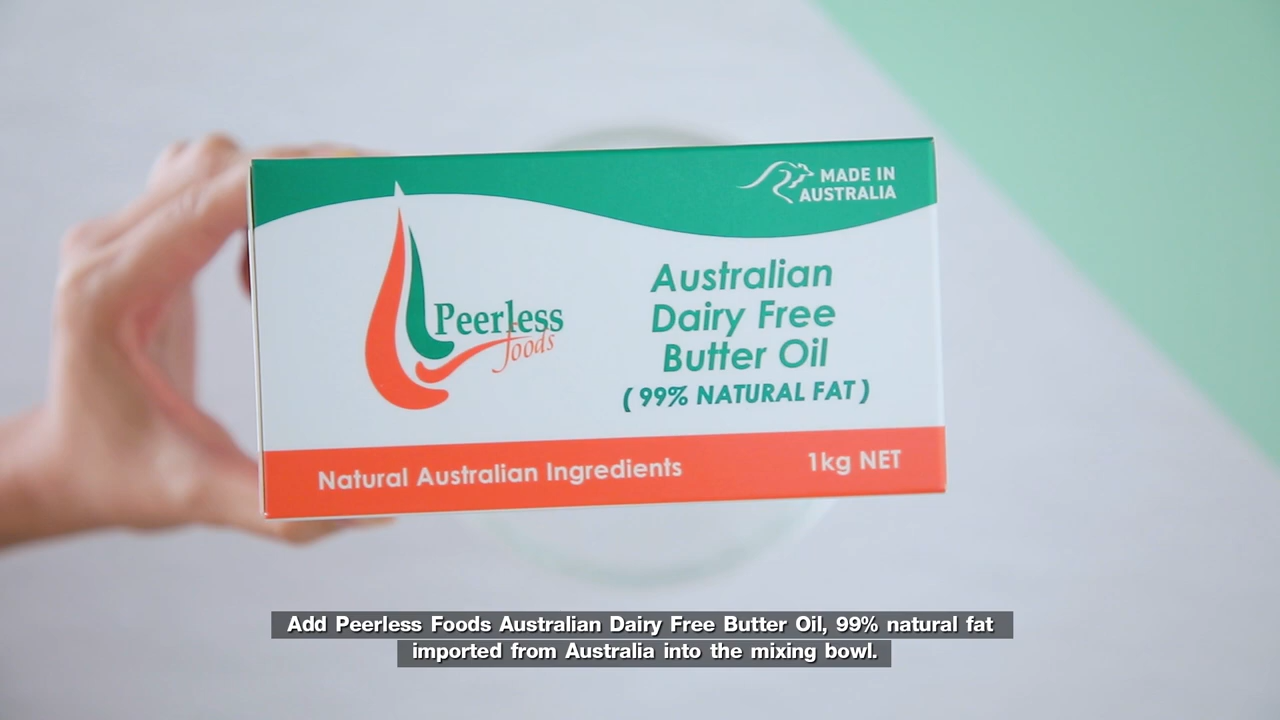 MADE IN
AUSTRALIA
Peerless
foods
Australian
Dairy Free
Butter Oil
( 99% NATURAL FAT )
Natural Australian Ingredients
1kg NET
Add Peerless Foods Australian Dairy Free Butter Oil, 99% natural fat
imported from Australia into the mixing bowl.